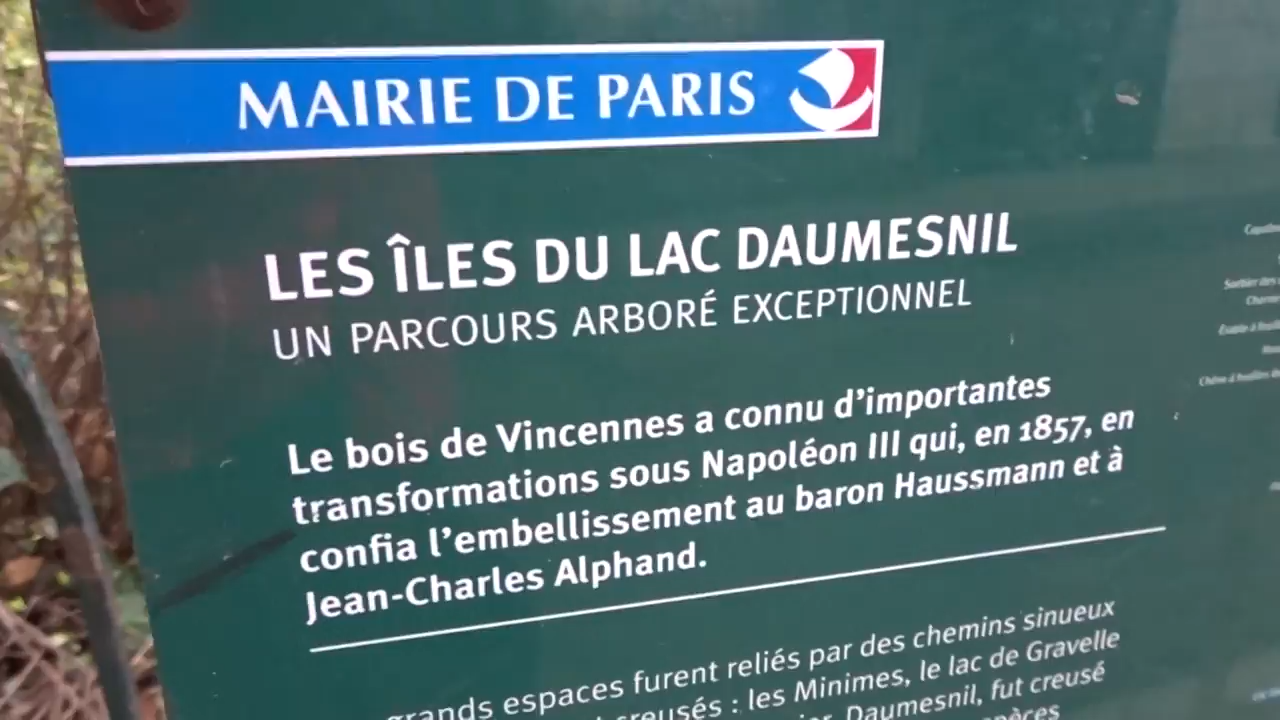 MAIRIE DE PARIS
LES ÎLES DU LAC DAUMESNIL
UN PARCOURS ARBORÉ EXCEPTIONNEL
Le bois de Vincennes a connu d'importantes
transformations sous Napoléon III qui, en 1857, en
confia l'embellissement au baron Haussmann et à
Jean-Charles Alphand.
espaces furent reliés par des chemins sinueux
: les Minimes, le lac de Gravelle
Daumesnil, fut creusé